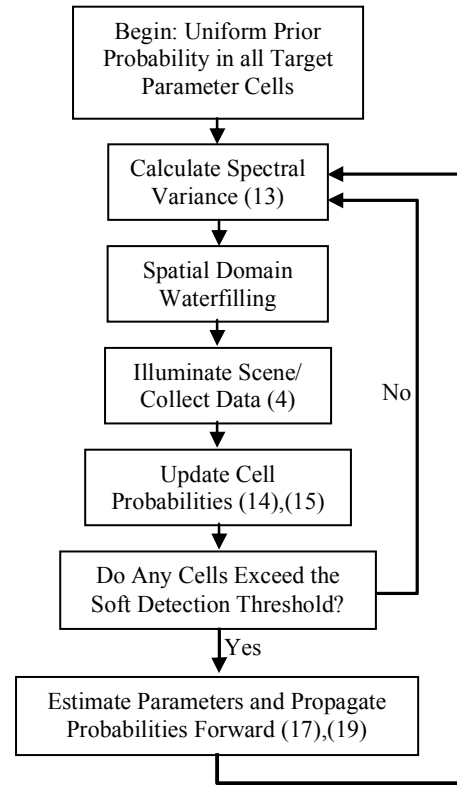 Begin: Uniform Prior
Probability in all Target
Parameter Cells
Calculate Spectral
Variance (13)
Spatial Domain
Waterfilling
Illuminate Scene/
Collect Data (4)
No
Update Cell
Probabilities (14),(15)
Do Any Cells Exceed the
Soft Detection Threshold?
Yes
Estimate Parameters and Propagate
Probabilities Forward (17),(19)